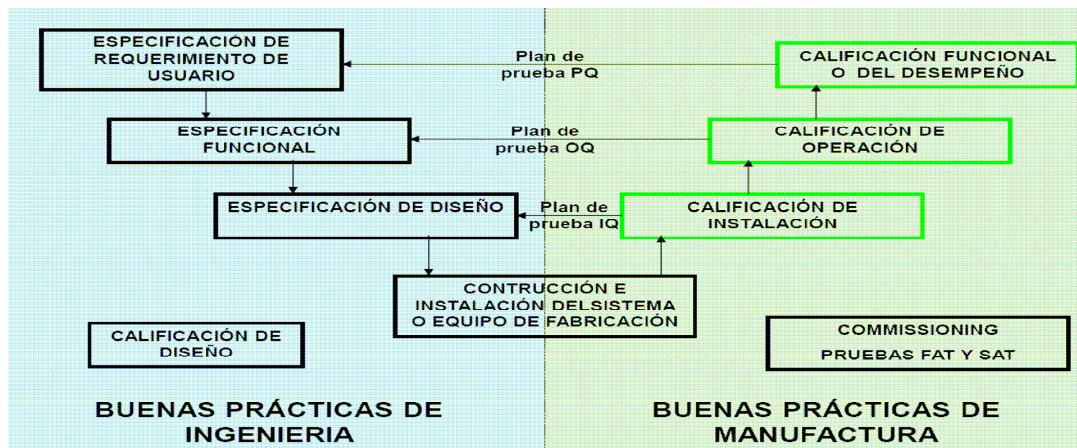 ESPECIFICACIÓN DE
REQUERIMIENTO DE
USUARIO
Plan de
prueba PQ
CALIFICACIÓN FUNCIONAL
O DEL DESEMPEÑO
ESPECIFICACIÓN
FUNCIONAL
Plan de
prueba OQ
CALIFICACIÓN DE
OPERACIÓN
ESPECIFICACIÓN DE DISEÑO
Plan de
prueba IQ
CALIFICACIÓN DE
INSTALACIÓN
CONTRUCCIÓN E
INSTALACIÓN DELSISTEMA
O EQUIPO DE FABRICACIÓN
CALIFICACIÓN DE
DISEÑO
COMMISSIONING
PRUEBAS FAT Y SAT
BUENAS PRÁCTICAS DE
INGENIERIA
BUENAS PRÁCTICAS DE
MANUFACTURA